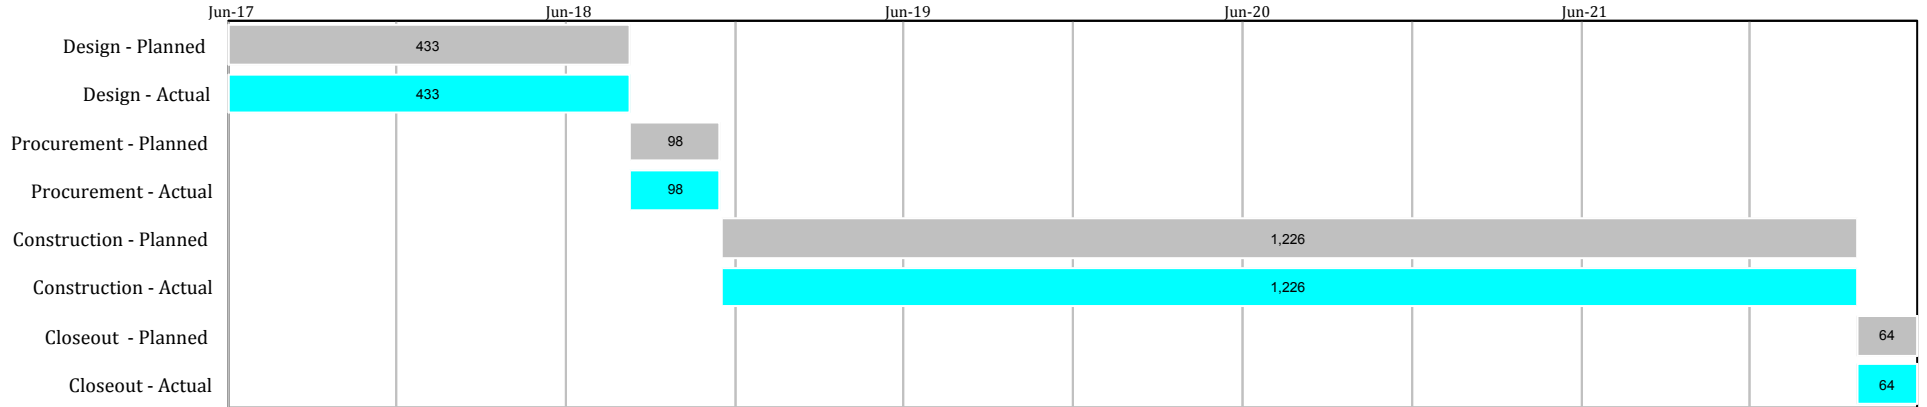 Jun-17 Jun-18 Jun-19 Jun-20 Jun-21
Design - Planned 433
Design - Actual 433
Procurement - Planned 98
Procurement - Actual 98
Construction - Planned 1,226
Construction - Actual 1,226
Closeout  - Planned 64
Closeout - Actual 64